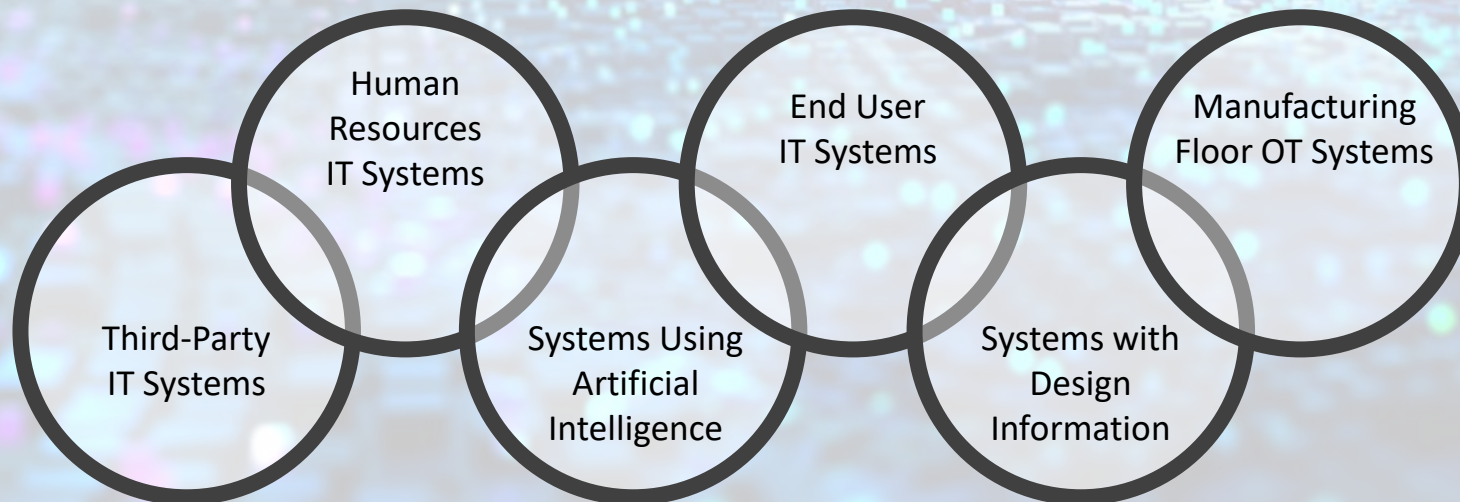 Human
Resources
IT Systems
End User
IT Systems
Manufacturing
Floor OT Systems
Third-Party
IT Systems
Systems Using
Artificial
Intelligence
Systems with
Design
Information